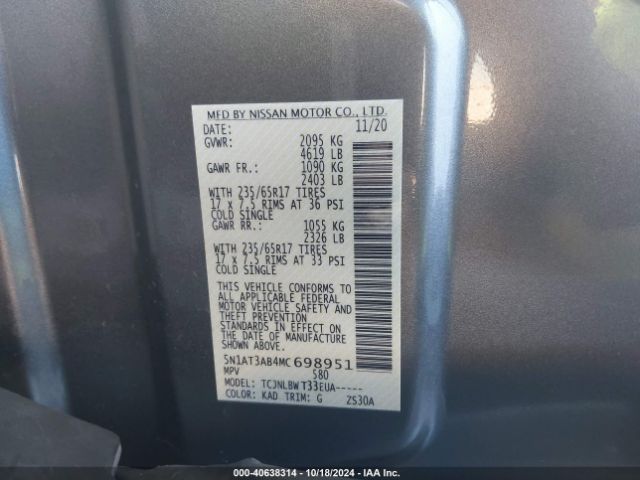 MFD BY NISSAN MOTOR CO., LTD.
DATE: 11/20
GVWR: 2095 KG
4619 LB
GAWR FR.: 1090 KG
2403 LB
WITH 235/65R17 TIRES
17 x 7.5 RIMS AT 36 PSI
COLD SINGLE
GAWR RR.: 1055 KG
2326 LB
WITH 235/65R17 TIRES
17 x 7.5 RIMS AT 33 PSI
COLD SINGLE
THIS VEHICLE CONFORMS TO
ALL APPLICABLE FEDERAL
MOTOR VEHICLE SAFETY AND
THEFT PREVENTION
STANDARDS IN EFFECT ON
THE DATE OF MANUFACTURE
SHOWN ABOVE.
5N1AT3AB4MC698951
MPV S80
MODEL: TCJNLBWT33EUA-----
COLOR: KAD TRIM: G ZS30A
000-40638314 • 10/18/2024 - IAA Inc.